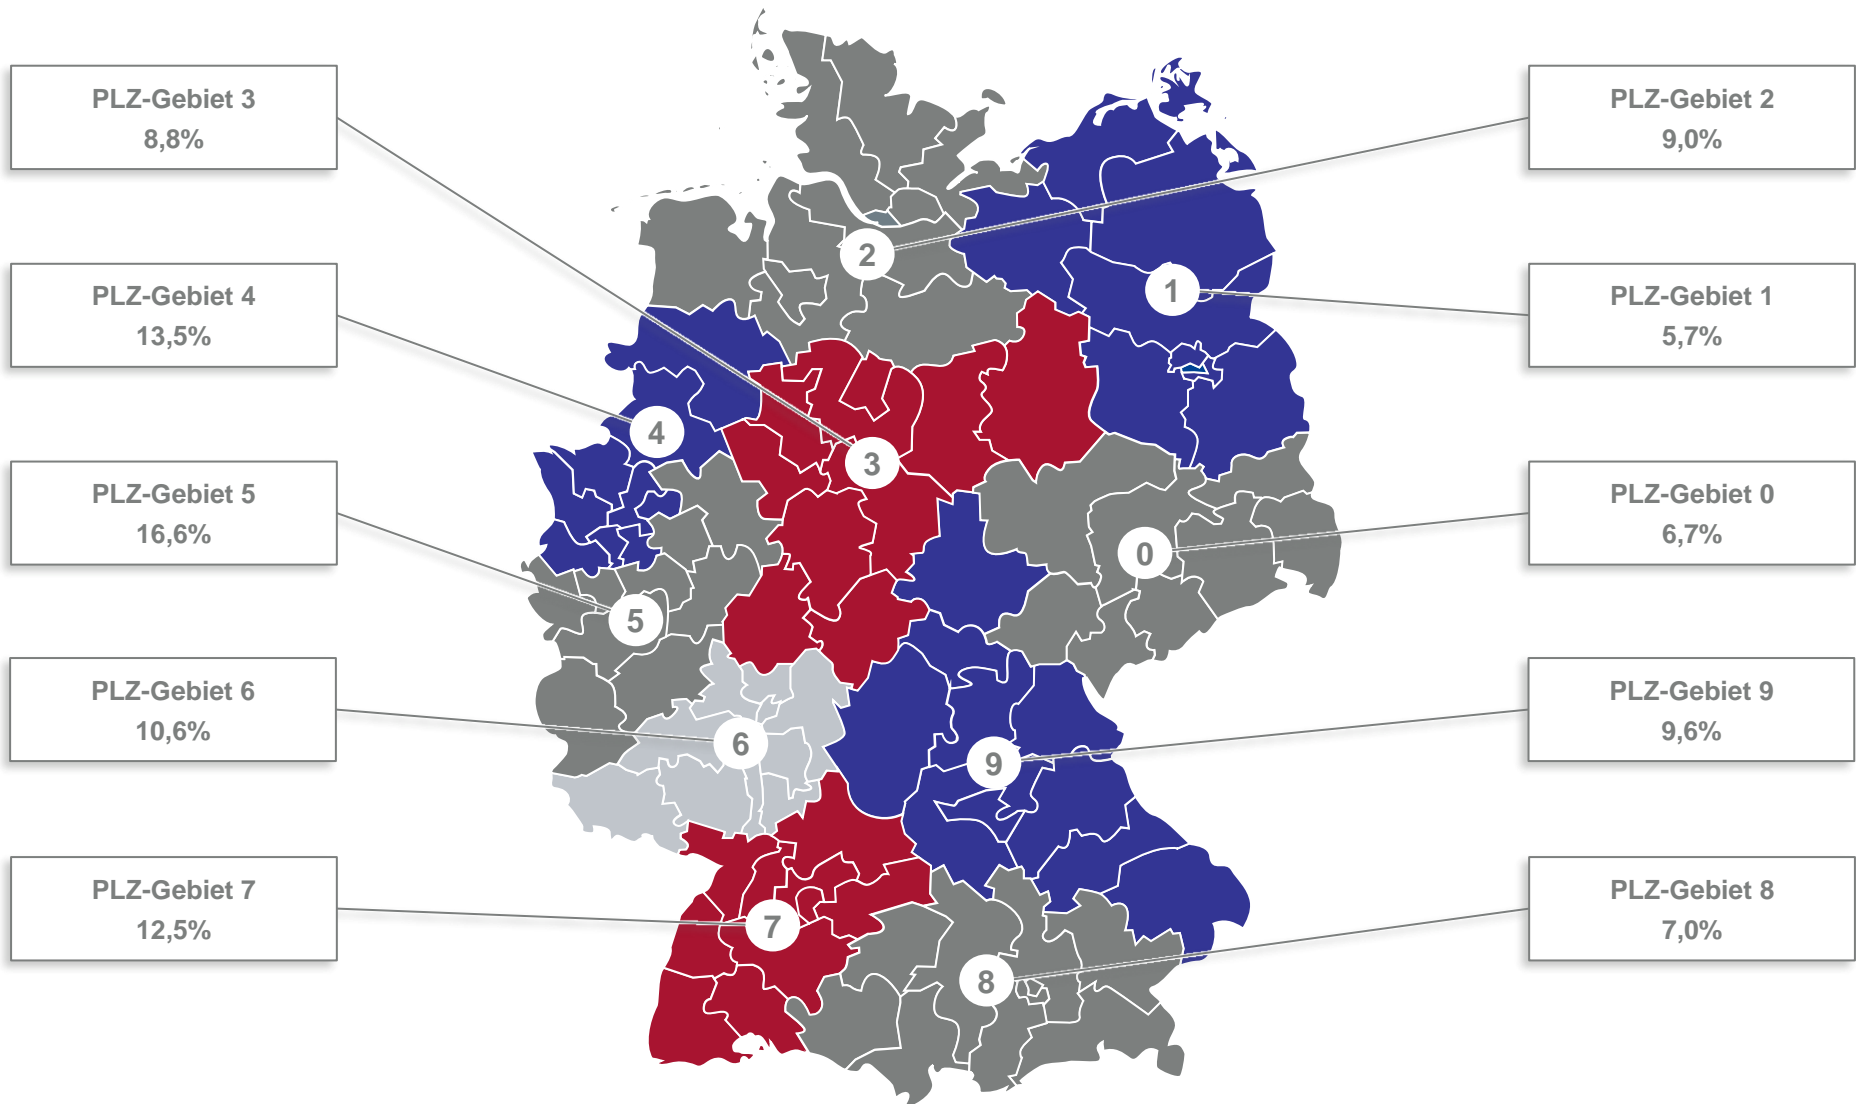 PLZ-Gebiet 3
8,8%
PLZ-Gebiet 4
13,5%
PLZ-Gebiet 5
16,6%
PLZ-Gebiet 6
10,6%
PLZ-Gebiet 7
12,5%
2
1
4
3
0
5
6
9
7
8
PLZ-Gebiet 2
9,0%
PLZ-Gebiet 1
5,7%
PLZ-Gebiet 0
6,7%
PLZ-Gebiet 9
9,6%
PLZ-Gebiet 8
7,0%